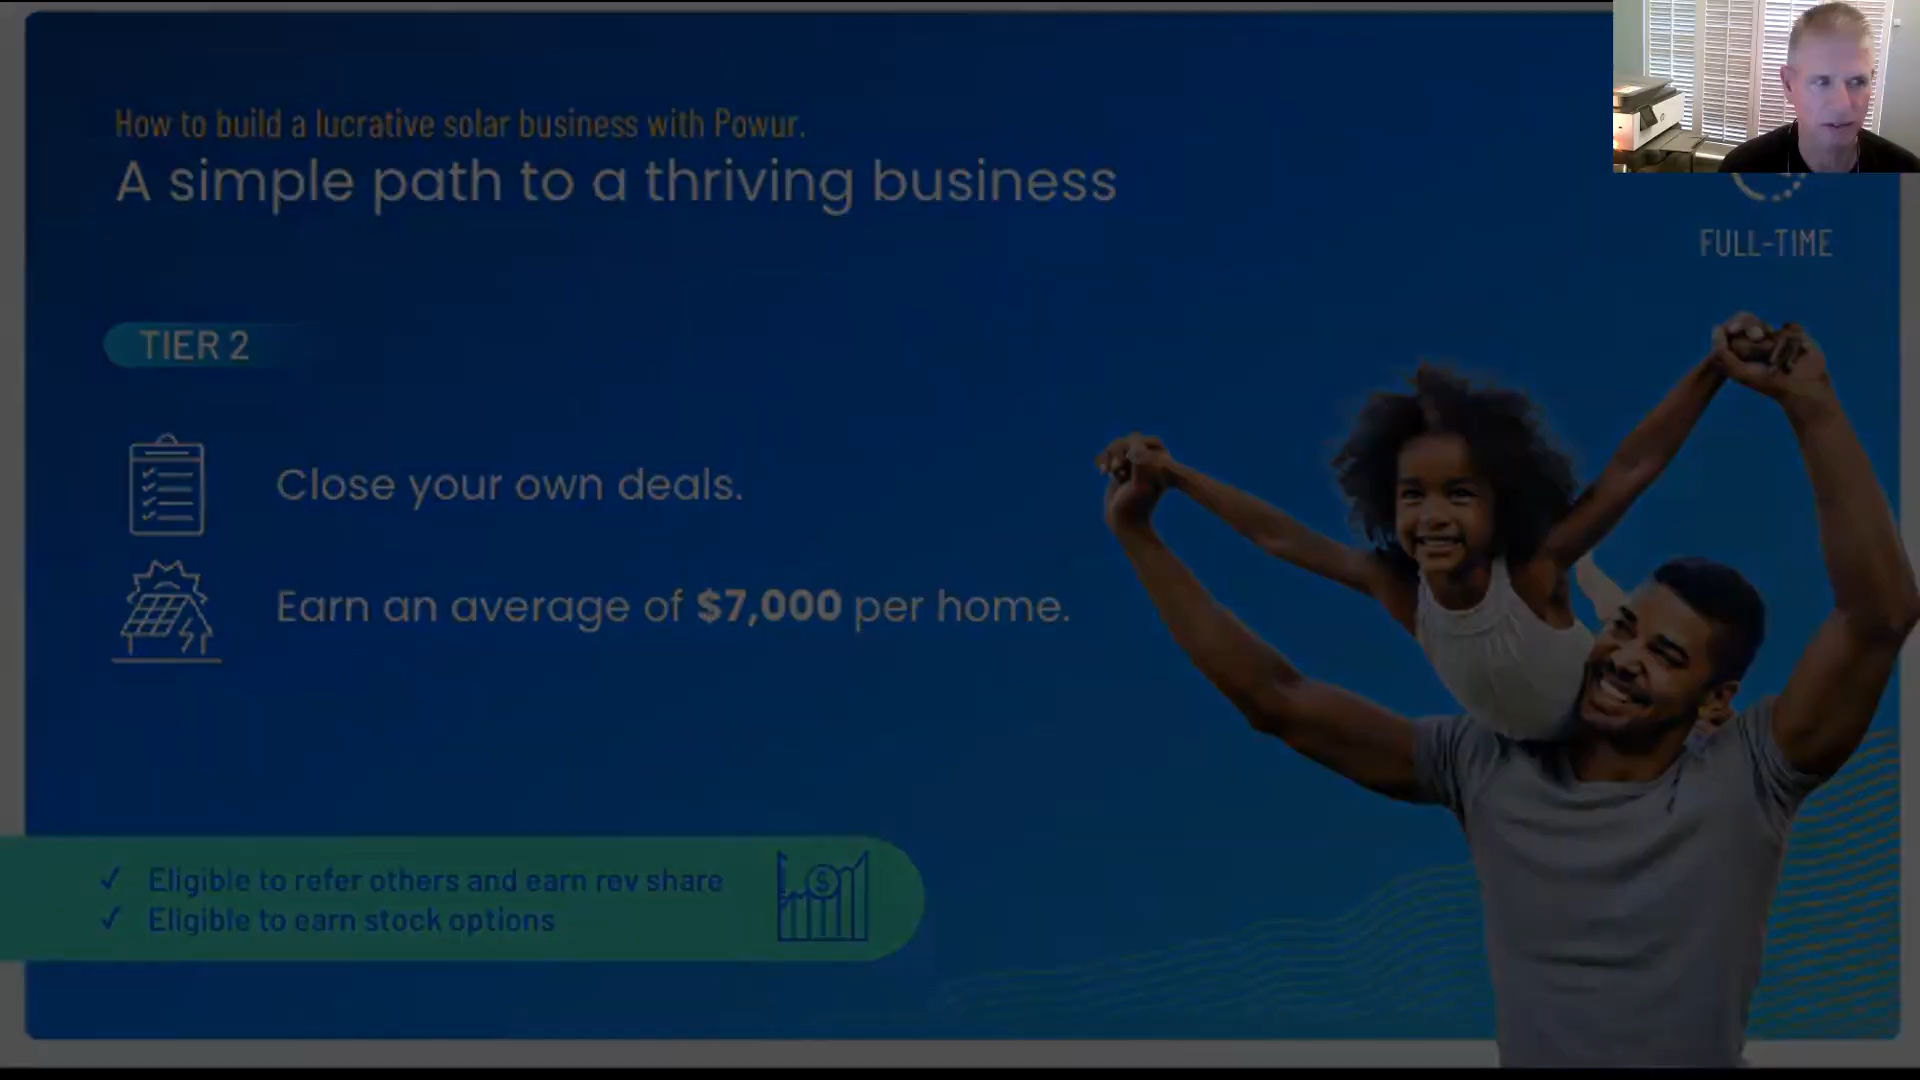 How to build a lucrative solar business with Powur.
A simple path to a thriving business
FULL-TIME
TIER 2
Close your own deals.
Earn an average of $7,000 per home.
✓ Eligible to refer others and earn rev share
✓ Eligible to earn stock options